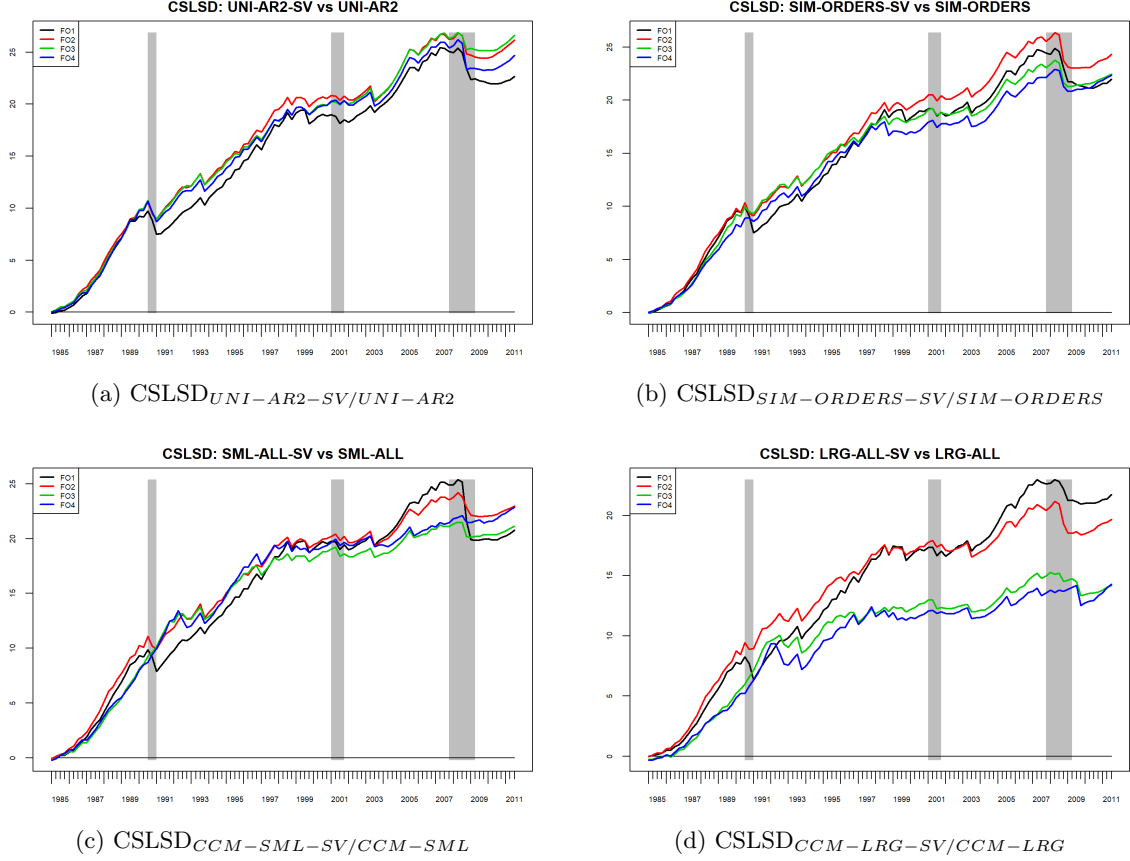 CSLSD: UNI-AR2-SV vs UNI-AR2
FO1
FO2
FO3
FO4
25
20
15
10
5
0
1985 1987 1989 1991 1993 1995 1997 1999 2001 2003 2005 2007 2009 2011
(a) CSLSD_{UNI−AR2−SV/UNI−AR2}
CSLSD: SIM-ORDERS-SV vs SIM-ORDERS
FO1
FO2
FO3
FO4
25
20
15
10
5
0
1985 1987 1989 1991 1993 1995 1997 1999 2001 2003 2005 2007 2009 2011
(b) CSLSD_{SIM−ORDERS−SV/SIM−ORDERS}
CSLSD: SML-ALL-SV vs SML-ALL
FO1
FO2
FO3
FO4
25
20
15
10
5
0
1985 1987 1989 1991 1993 1995 1997 1999 2001 2003 2005 2007 2009 2011
(c) CSLSD_{CCM−SML−SV/CCM−SML}
CSLSD: LRG-ALL-SV vs LRG-ALL
FO1
FO2
FO3
FO4
20
15
10
5
0
1985 1987 1989 1991 1993 1995 1997 1999 2001 2003 2005 2007 2009 2011
(d) CSLSD_{CCM−LRG−SV/CCM−LRG}